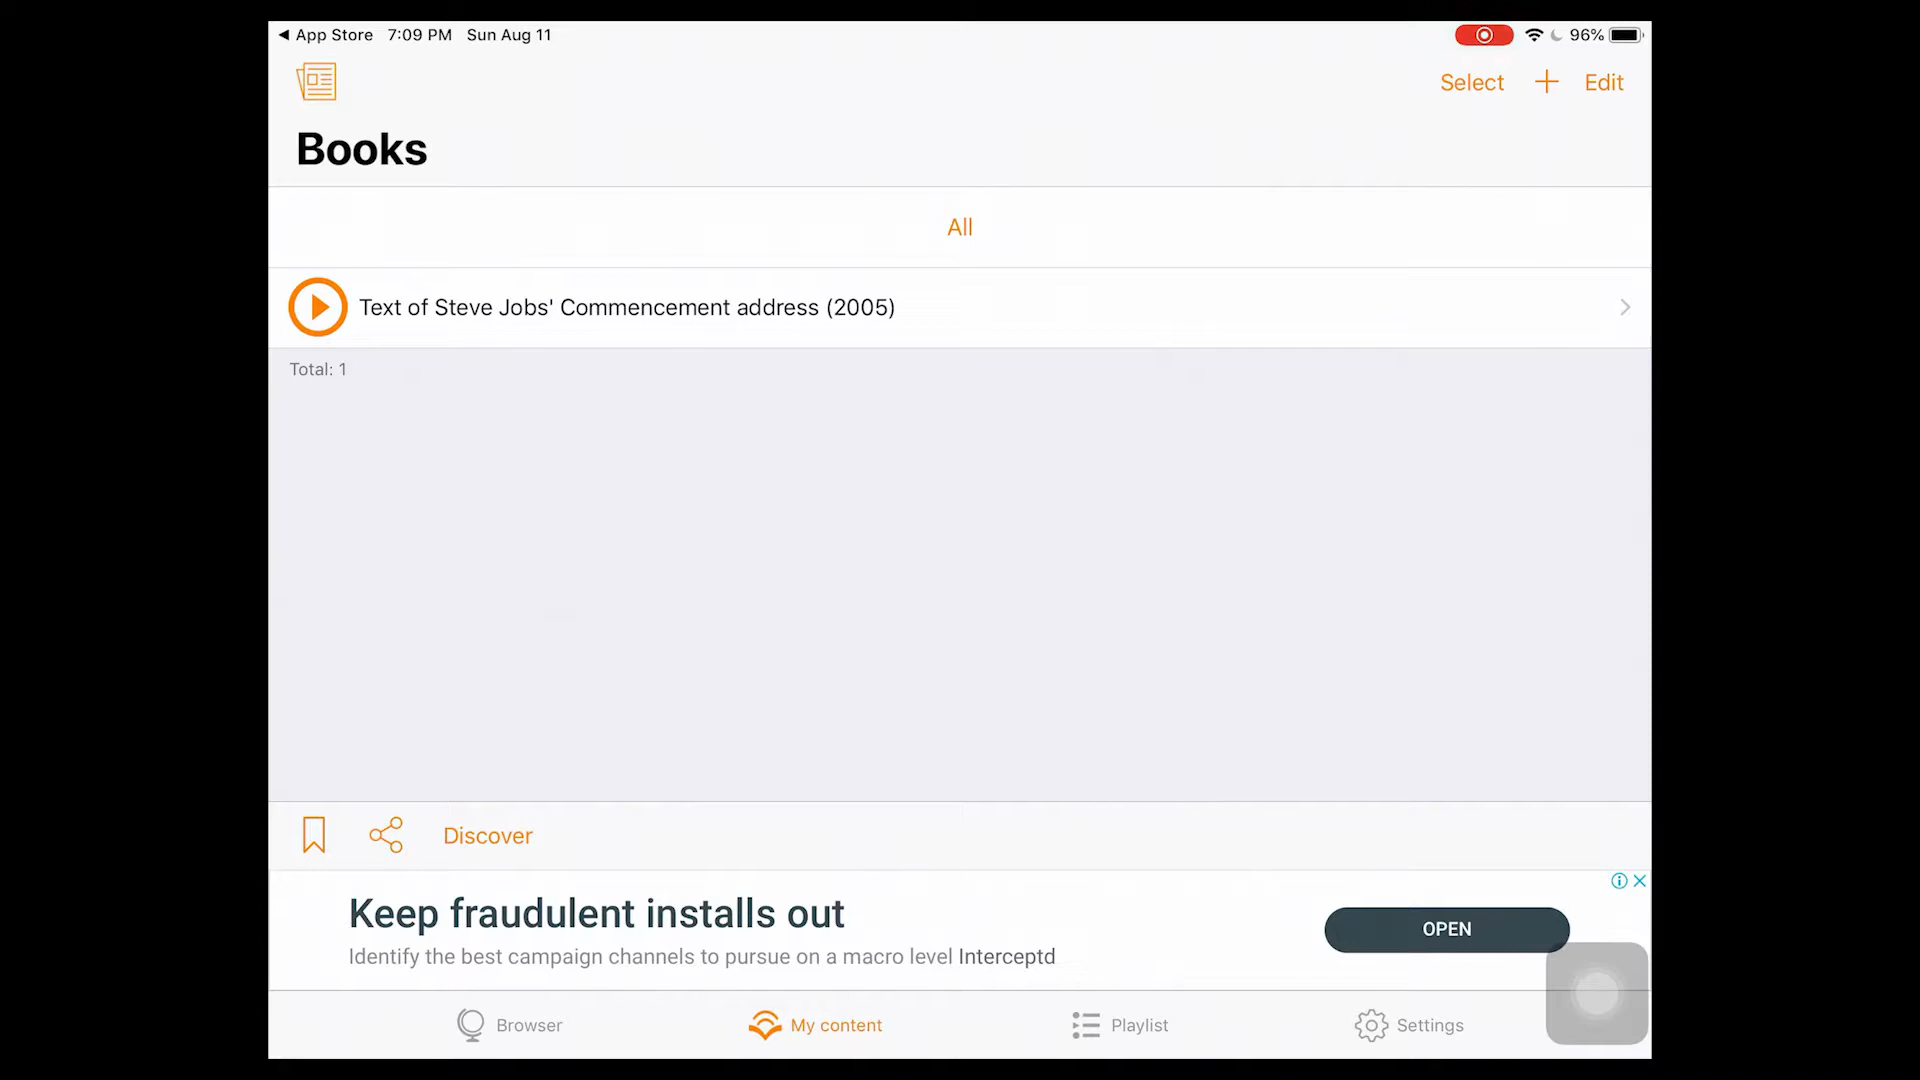 App Store 7:09 PM Sun Aug 11 96%
Select + Edit
Books
All
Text of Steve Jobs' Commencement address (2005)
Total: 1
Discover
Keep fraudulent installs out
Identify the best campaign channels to pursue on a macro level Interceptd
OPEN
Browser My content Playlist Settings